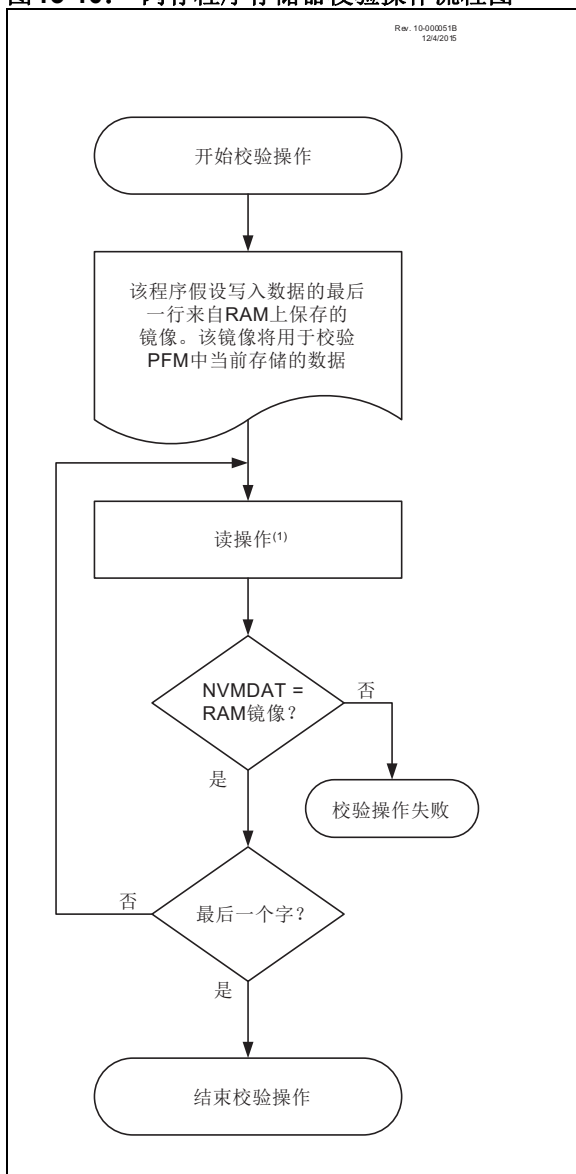 Rev. 10-000051B
12/4/2015
开始校验操作
该程序假设写入数据的最后
一行来自RAM上保存的
镜像。该镜像将用于校验
PFM中当前存储的数据
读操作(1)
NVMDAT =
RAM镜像？
否
是
校验操作失败
否
最后一个字？
是
结束校验操作